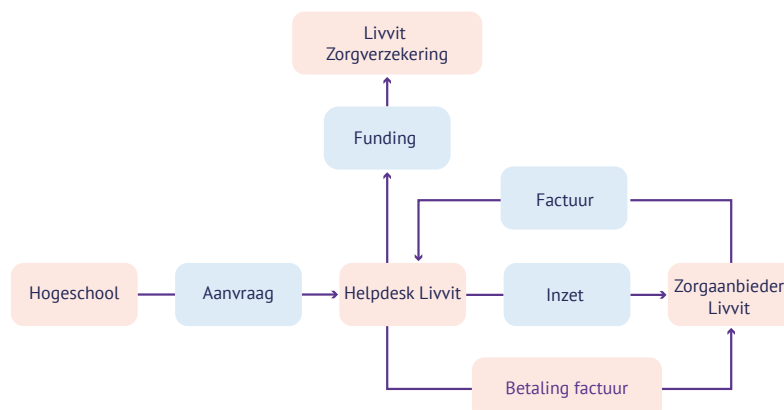 Livvit
Zorgverzekering
Funding
Factuur
Hogeschool
Aanvraag
Helpdesk Livvit
Inzet
Zorgaanbieder
Livvit
Betaling factuur